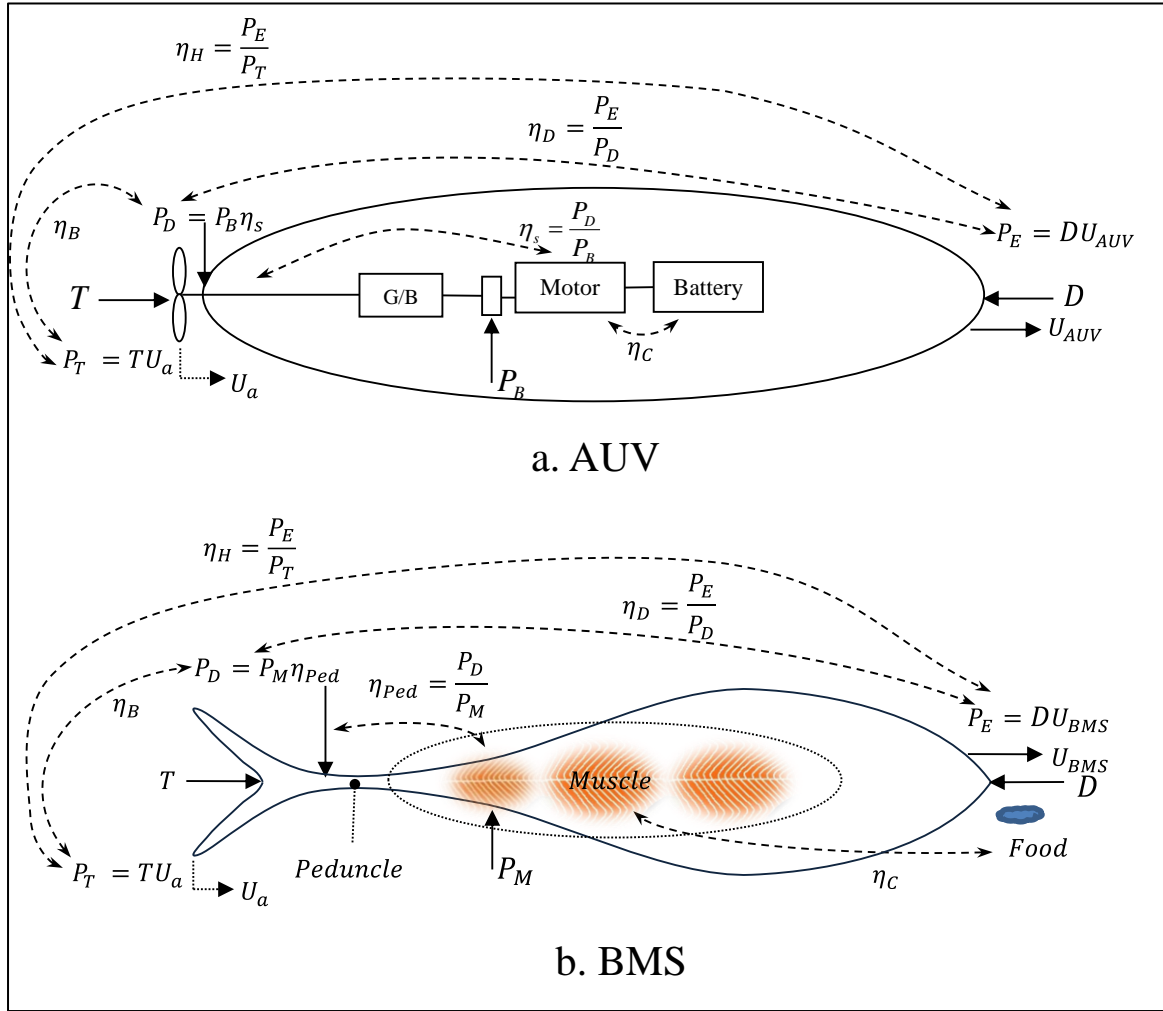 η_H = P_E / P_T
η_D = P_E / P_D
P_D = P_B η_s
η_B
η_s = P_D / P_B
P_E = DU_AUV
G/B
Motor
Battery
T
D
U_AUV
η_C
P_T = TU_a
U_a
P_B
a. AUV
η_H = P_E / P_T
η_D = P_E / P_D
P_D = P_M η_Ped
η_Ped = P_D / P_M
η_B
P_E = DU_BMS
U_BMS
T
Muscle
D
Food
Peduncle
P_T = TU_a
U_a
P_M
η_C
b. BMS